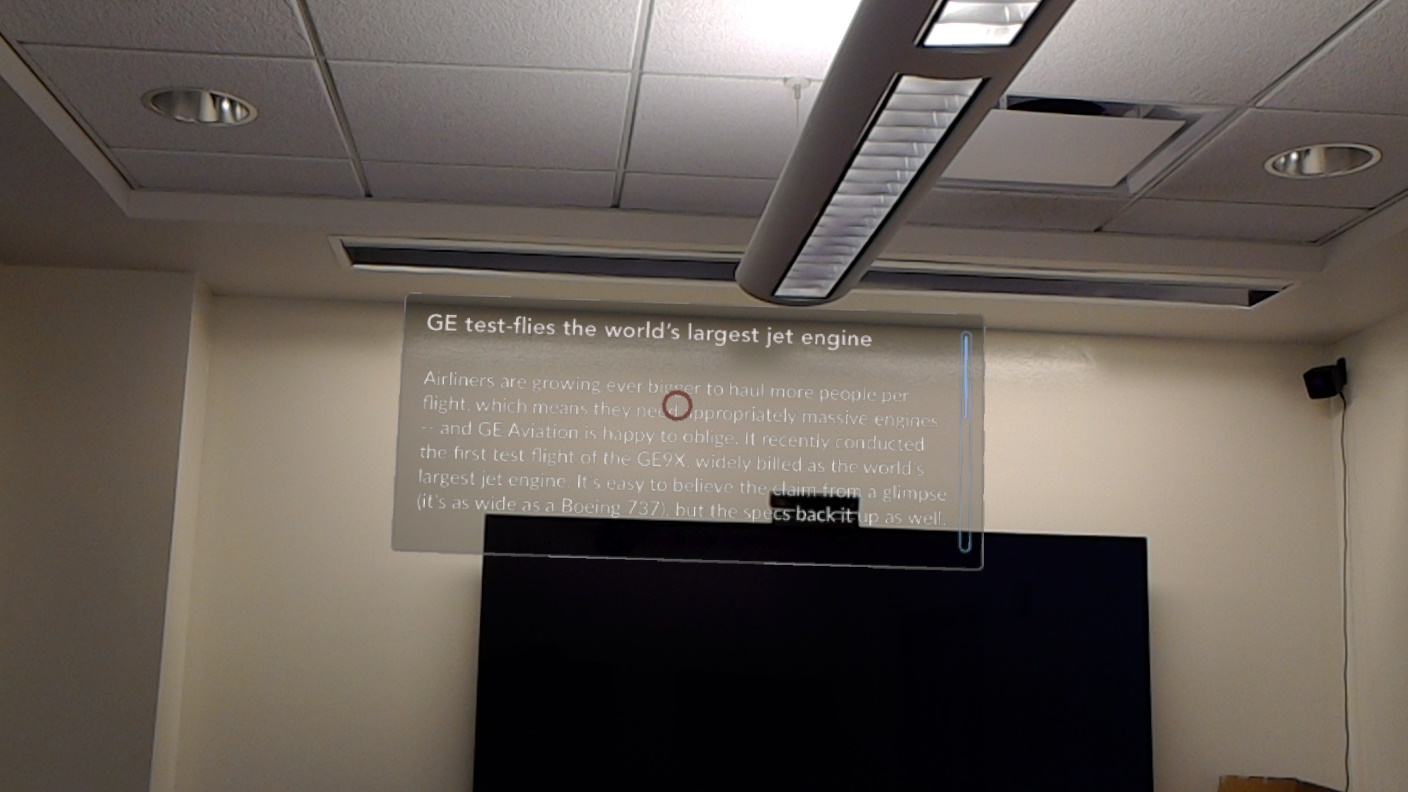 GE test-flies the world's largest jet engine
Airliners are growing ever bigger to haul more people per
flight, which means they need appropriately massive engines
-- and GE Aviation is happy to oblige. It recently conducted
the first test flight of the GE9X, widely billed as the world's
largest jet engine. It's easy to believe the claim from a glimpse
(it's as wide as a Boeing 737), but the specs back it up as well.